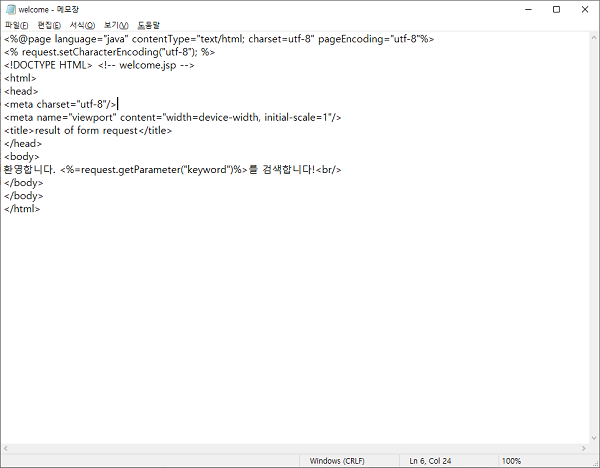 welcome - 메모장
파일(F) 편집(E) 서식(O) 보기(V) 도움말
<%@page language="java" contentType="text/html; charset=utf-8" pageEncoding="utf-8"%>
<% request.setCharacterEncoding("utf-8"); %>
<!DOCTYPE HTML> <!-- welcome.jsp -->
<html>
<head>
<meta charset="utf-8"/>
<meta name="viewport" content="width=device-width, initial-scale=1"/>
<title>result of form request</title>
</head>
<body>
환영합니다. <%=request.getParameter("keyword")%>를 검색합니다!<br/>
</body>
</body>
</html>
Windows (CRLF) Ln 6, Col 24 100%